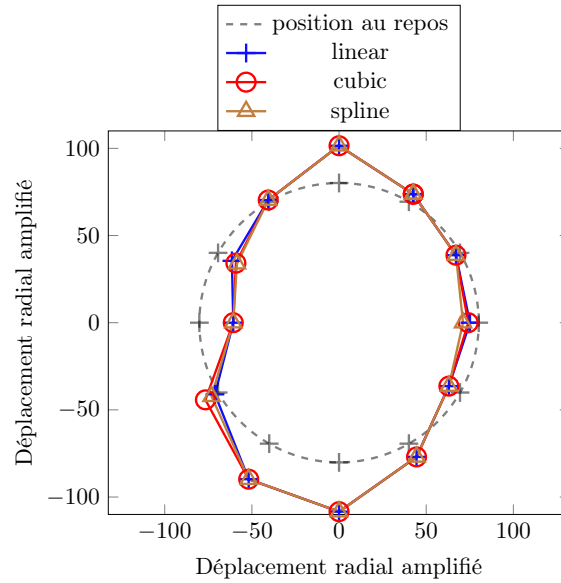 position au repos
linear
cubic
spline
100
50
0
−50
−100
−100 −50 0 50 100
Déplacement radial amplifié
Déplacement radial amplifié